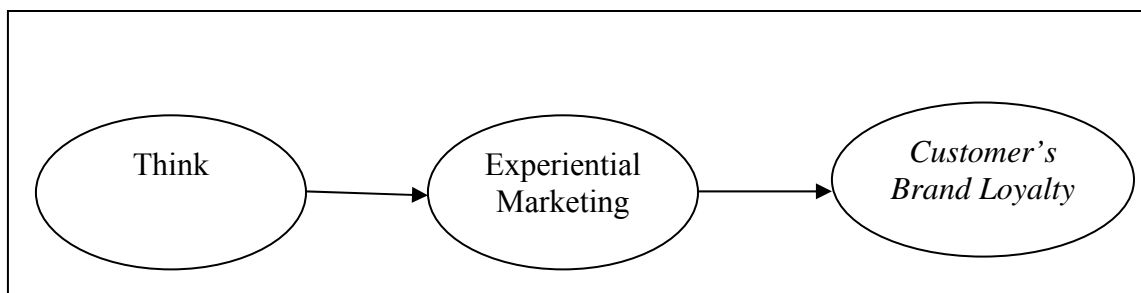 Think
Experiential
Marketing
Customer’s
Brand Loyalty